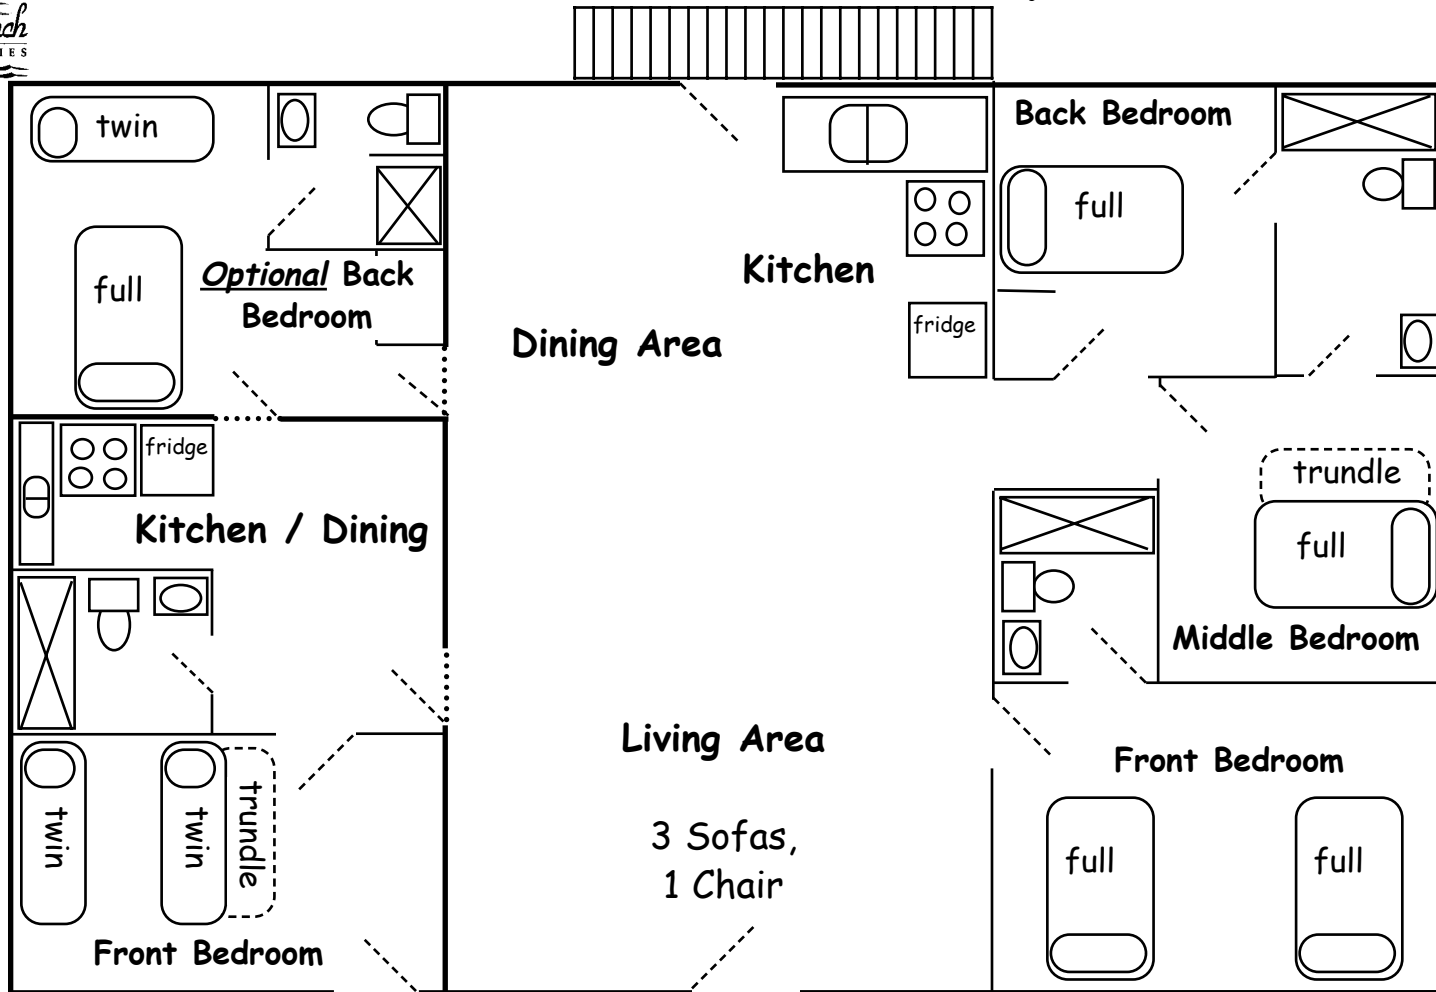 twin
full
Optional Back
Bedroom
fridge
Kitchen / Dining
twin
twin
trundle
Front Bedroom
Dining Area
Kitchen
fridge
Living Area
3 Sofas,
1 Chair
Back Bedroom
full
trundle
full
Middle Bedroom
Front Bedroom
full
full